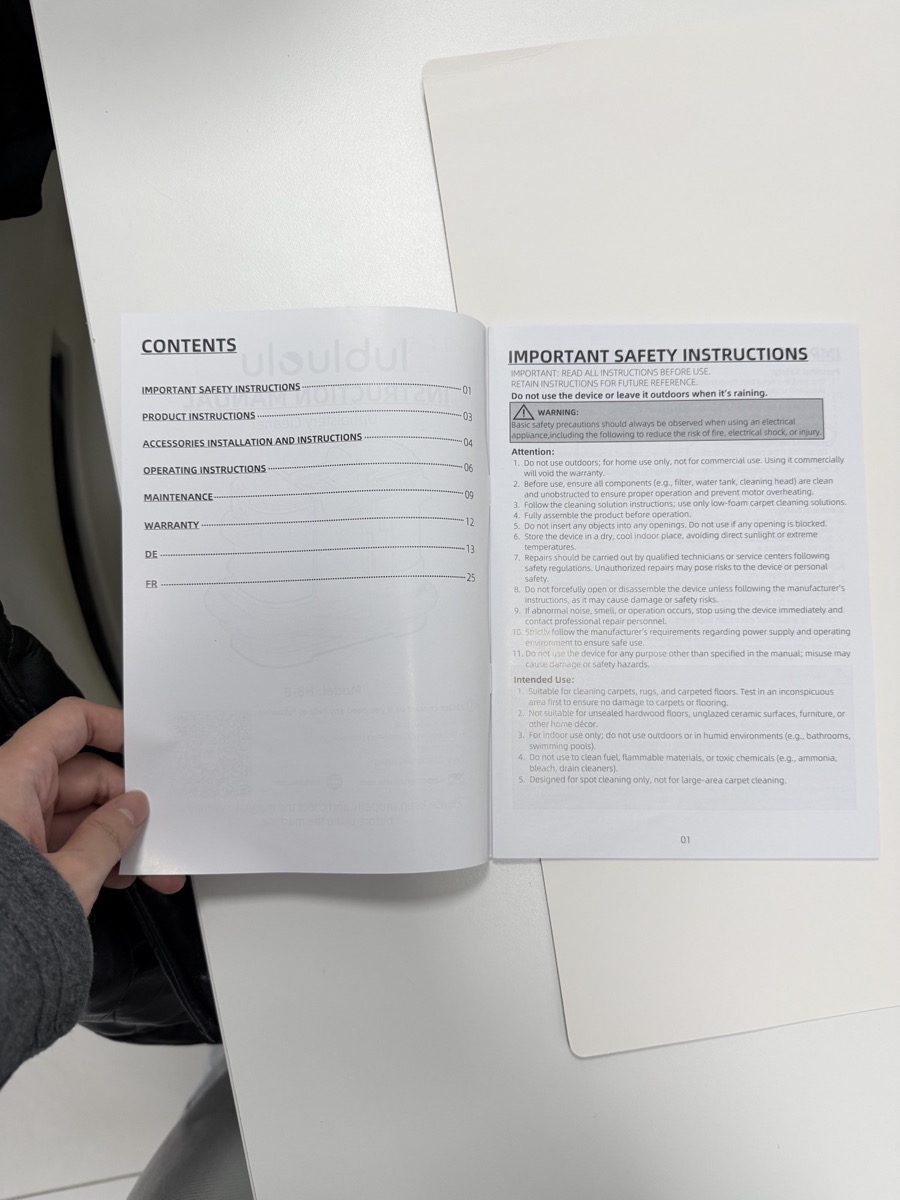 CONTENTS
IMPORTANT SAFETY INSTRUCTIONS 01
PRODUCT INSTRUCTIONS 03
ACCESSORIES INSTALLATION AND INSTRUCTIONS 04
OPERATING INSTRUCTIONS 06
MAINTENANCE 09
WARRANTY 12
DE 13
FR 25
IMPORTANT SAFETY INSTRUCTIONS
IMPORTANT: READ ALL INSTRUCTIONS BEFORE USE.
RETAIN INSTRUCTIONS FOR FUTURE REFERENCE.
Do not use the device or leave it outdoors when it's raining.
WARNING:
Basic safety precautions should always be observed when using an electrical
appliance,including the following to reduce the risk of fire, electrical shock, or injury.
Attention:
1. Do not use outdoors; for home use only, not for commercial use. Using it commercially
will void the warranty.
2. Before use, ensure all components (e.g., filter, water tank, cleaning head) are clean
and unobstructed to ensure proper operation and prevent motor overheating.
3. Follow the cleaning solution instructions; use only low-foam carpet cleaning solutions.
4. Fully assemble the product before operation.
5. Do not insert any objects into any openings. Do not use if any opening is blocked.
6. Store the device in a dry, cool indoor place, avoiding direct sunlight or extreme
temperatures.
7. Repairs should be carried out by qualified technicians or service centers following
safety regulations. Unauthorized repairs may pose risks to the device or personal
safety.
8. Do not forcefully open or disassemble the device unless following the manufacturer's
instructions, as it may cause damage or safety risks.
9. If abnormal noise, smell, or operation occurs, stop using the device immediately and
contact professional repair personnel.
10. Strictly follow the manufacturer's requirements regarding power supply and operating
environment to ensure safe use.
11. Do not use the device for any purpose other than specified in the manual; misuse may
cause damage or safety hazards.
Intended Use:
1. Suitable for cleaning carpets, rugs, and carpeted floors. Test in an inconspicuous
area first to ensure no damage to carpets or flooring.
2. Not suitable for unsealed hardwood floors, unglazed ceramic surfaces, furniture, or
other home décor.
3. For indoor use only; do not use outdoors or in humid environments (e.g., bathrooms,
swimming pools).
4. Do not use to clean fuel, flammable materials, or toxic chemicals (e.g., ammonia,
bleach, drain cleaners).
5. Designed for spot cleaning only, not for large-area carpet cleaning.
01